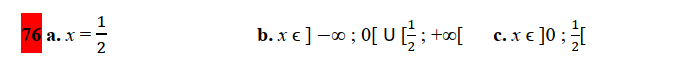 76 a. x = 1/2 b. x ϵ ] −∞ ; 0[ U [1/2 ; +∞[ c. x ϵ ]0 ; 1/2[